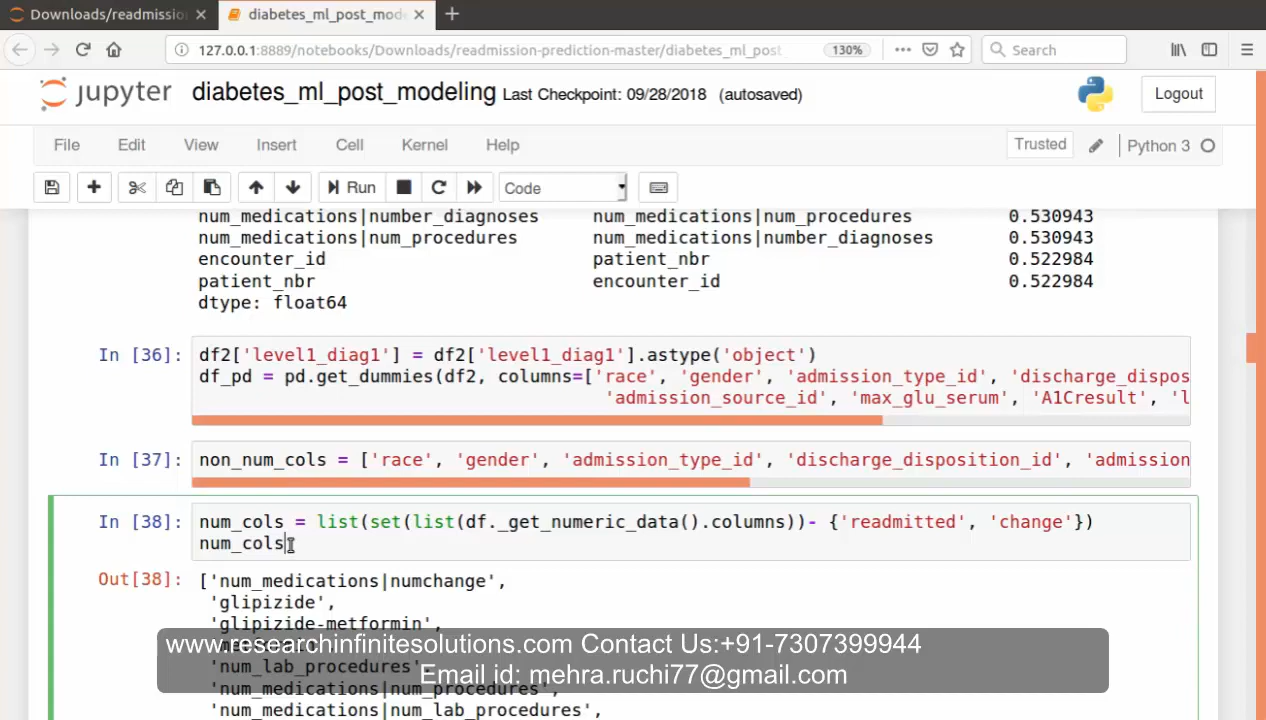 Downloads/readmissio
diabetes_ml_post_mod
127.0.0.1:8889/notebooks/Downloads/readmission-prediction-master/diabetes_ml_post
130%
Search
jupyter diabetes_ml_post_modeling Last Checkpoint: 09/28/2018 (autosaved)
Logout
File Edit View Insert Cell Kernel Help
Trusted
Python 3
Run
Code
num_medications|number_diagnoses num_medications|num_procedures 0.530943
num_medications|num_procedures num_medications|number_diagnoses 0.530943
encounter_id patient_nbr 0.522984
patient_nbr encounter_id 0.522984
dtype: float64
In [36]: df2['level1_diag1'] = df2['level1_diag1'].astype('object')
df_pd = pd.get_dummies(df2, columns=['race', 'gender', 'admission_type_id', 'discharge_dispos
'admission_source_id', 'max_glu_serum', 'A1Cresult', 'l
In [37]: non_num_cols = ['race', 'gender', 'admission_type_id', 'discharge_disposition_id', 'admission
In [38]: num_cols = list(set(list(df._get_numeric_data().columns))- {'readmitted', 'change'})
num_cols
Out[38]: ['num_medications|numchange',
'glipizide',
'glipizide-metformin',
www.researchinfinitesolutions.com Contact Us:+91-7307399944
'num_lab_procedures',
Email id: mehra.ruchi77@gmail.com
'num_medications|num_procedures',
'num_medications|num_lab_procedures',